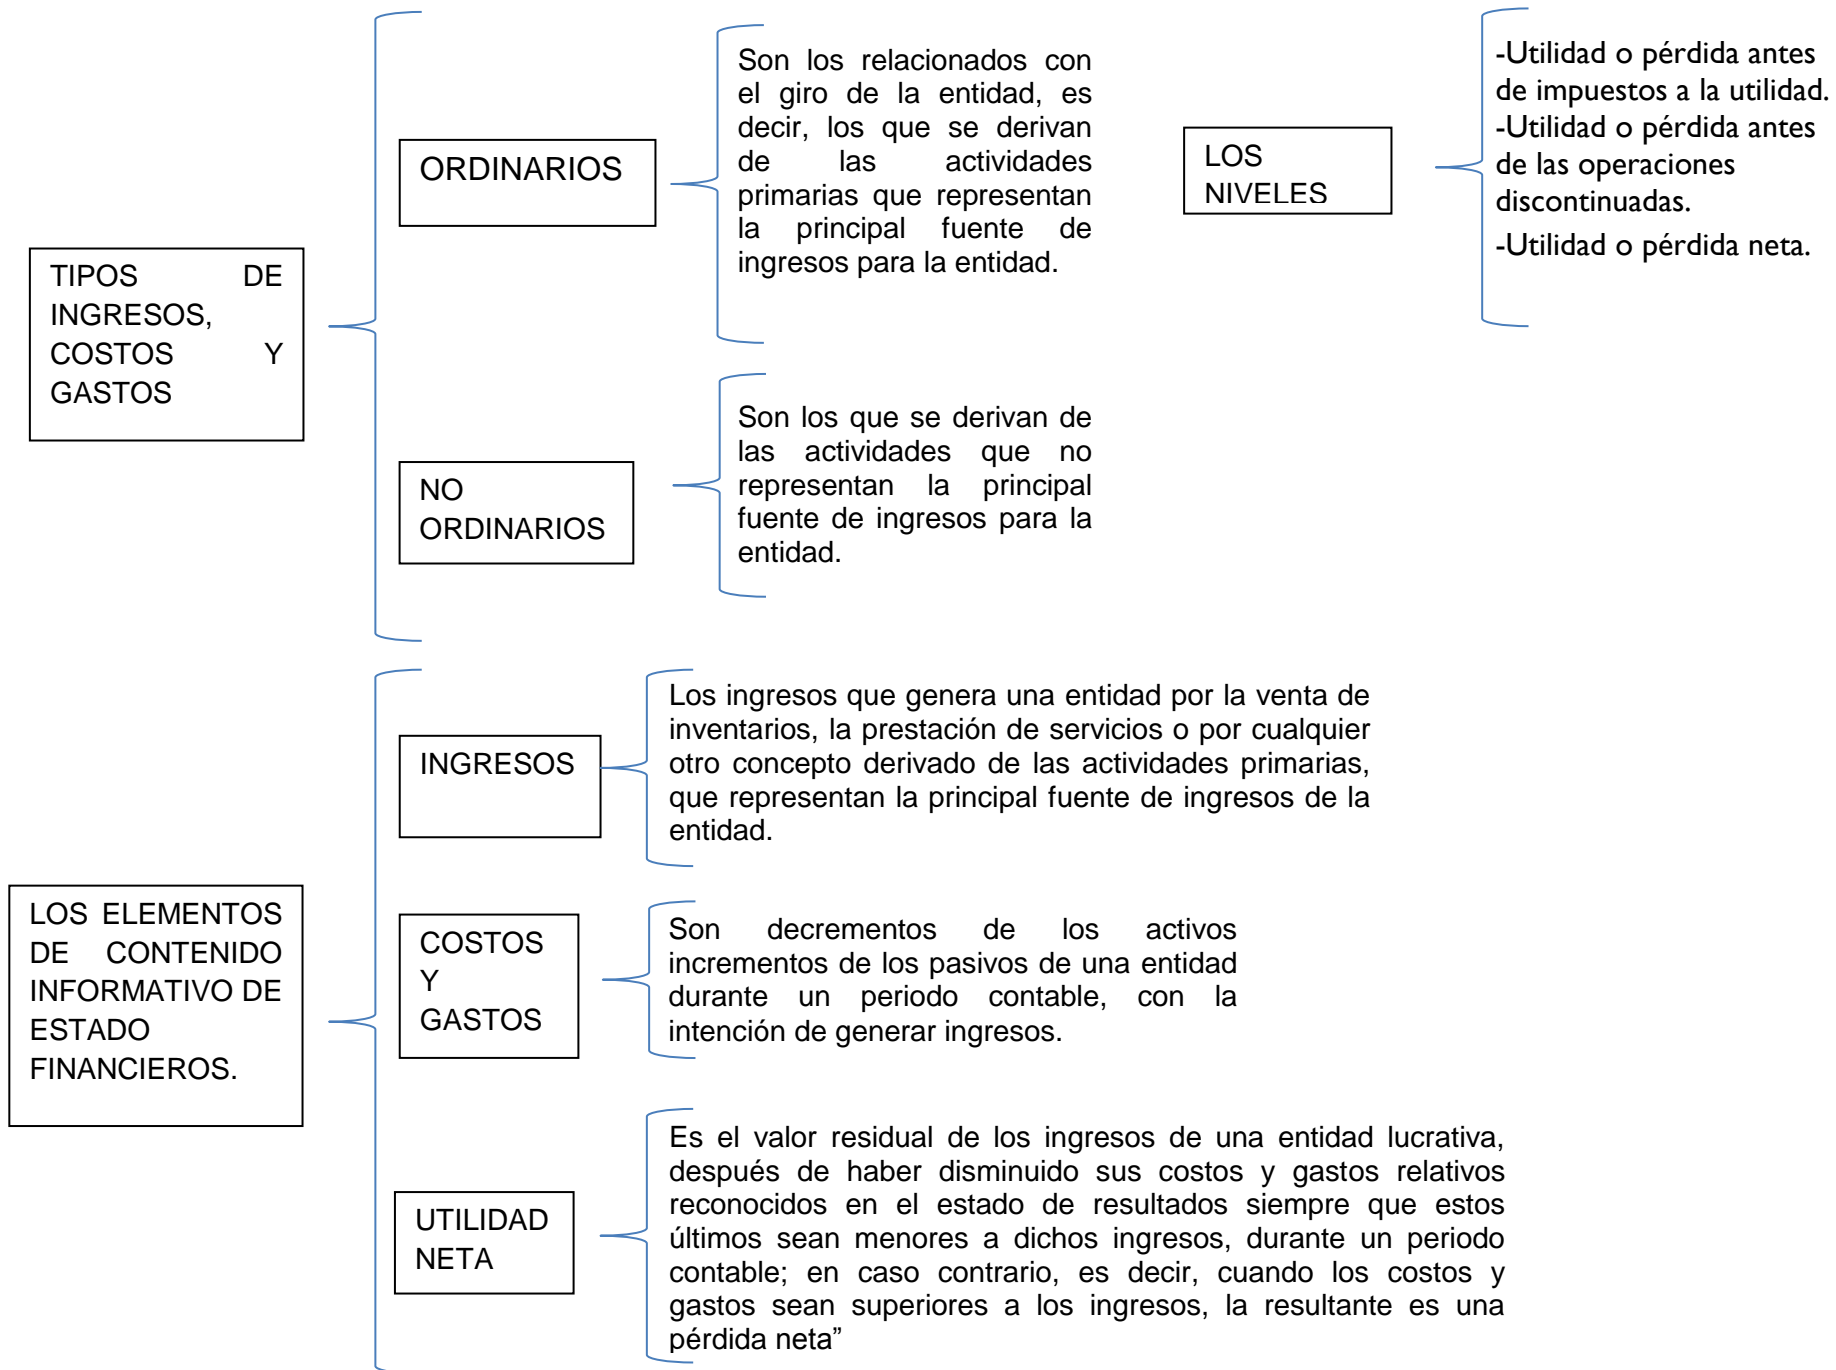 TIPOS DE
INGRESOS,
COSTOS Y
GASTOS
ORDINARIOS
Son los relacionados con
el giro de la entidad, es
decir, los que se derivan
de las actividades
primarias que representan
la principal fuente de
ingresos para la entidad.
NO
ORDINARIOS
Son los que se derivan de
las actividades que no
representan la principal
fuente de ingresos para la
entidad.
LOS
NIVELES
-Utilidad o pérdida antes
de impuestos a la utilidad.
-Utilidad o pérdida antes
de las operaciones
discontinuadas.
-Utilidad o pérdida neta.
LOS ELEMENTOS
DE CONTENIDO
INFORMATIVO DE
ESTADO
FINANCIEROS.
INGRESOS
Los ingresos que genera una entidad por la venta de
inventarios, la prestación de servicios o por cualquier
otro concepto derivado de las actividades primarias,
que representan la principal fuente de ingresos de la
entidad.
COSTOS
Y
GASTOS
Son decrementos de los activos
incrementos de los pasivos de una entidad
durante un periodo contable, con la
intención de generar ingresos.
UTILIDAD
NETA
Es el valor residual de los ingresos de una entidad lucrativa,
después de haber disminuido sus costos y gastos relativos
reconocidos en el estado de resultados siempre que estos
últimos sean menores a dichos ingresos, durante un periodo
contable; en caso contrario, es decir, cuando los costos y
gastos sean superiores a los ingresos, la resultante es una
pérdida neta”